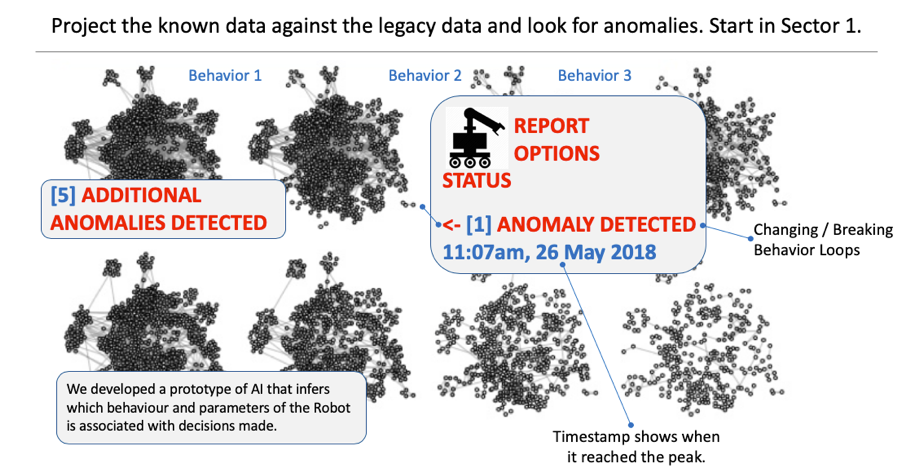 Project the known data against the legacy data and look for anomalies. Start in Sector 1.
Behavior 1
Behavior 2
Behavior 3
REPORT
OPTIONS
STATUS
[5] ADDITIONAL
ANOMALIES DETECTED
<- [1] ANOMALY DETECTED
11:07am, 26 May 2018
Changing / Breaking
Behavior Loops
We developed a prototype of AI that infers
which behaviour and parameters of the Robot
is associated with decisions made.
Timestamp shows when
it reached the peak.